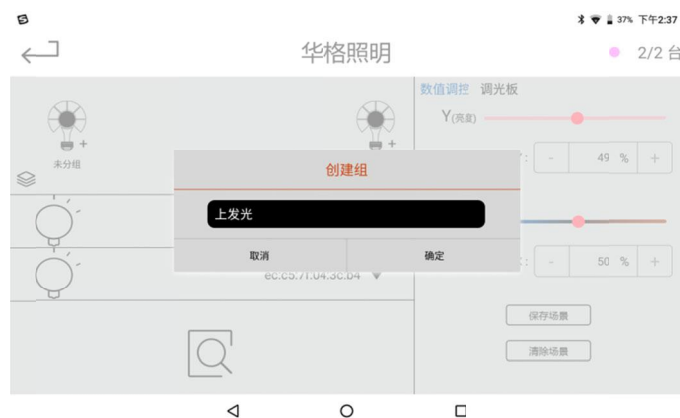 37% 下午2:37
华格照明
2/2 台
数值调控 调光板
Y(亮度)
未分组
: - 49 % +
创建组
上发光
取消 确定
: - 50 % +
ec:c5:71:04:3c:b4
保存场景
清除场景